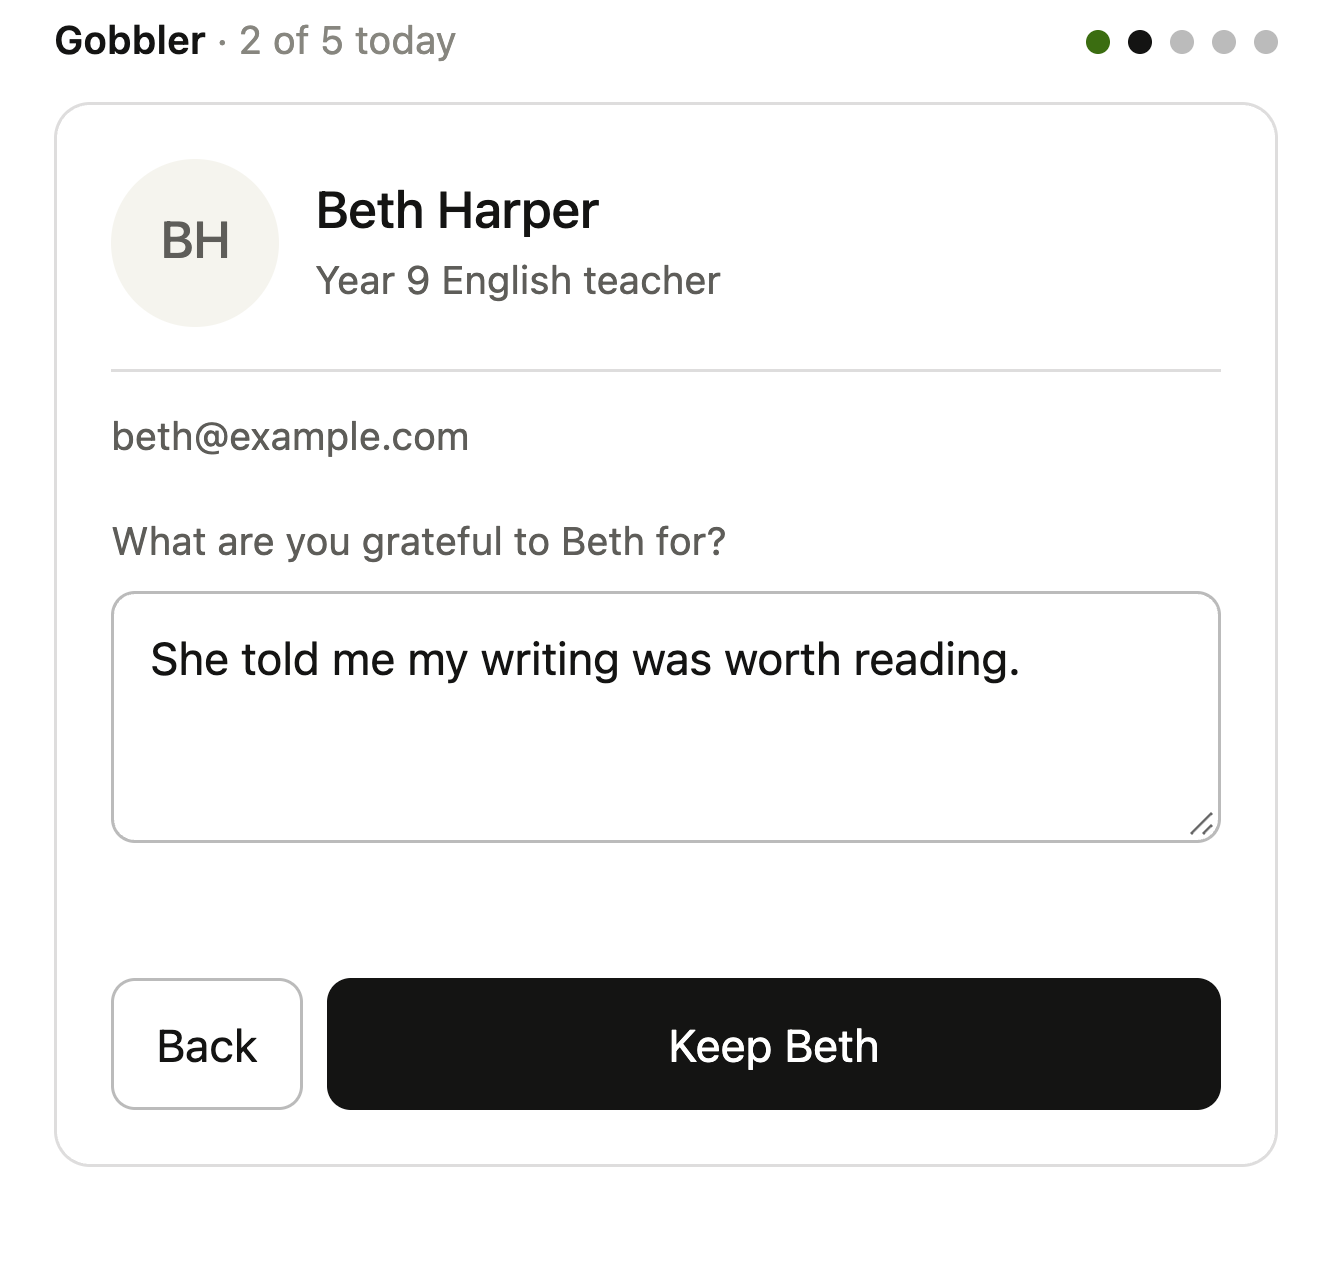 Gobbler · 2 of 5 today
BH
Beth Harper
Year 9 English teacher
beth@example.com
What are you grateful to Beth for?
She told me my writing was worth reading.
Back
Keep Beth